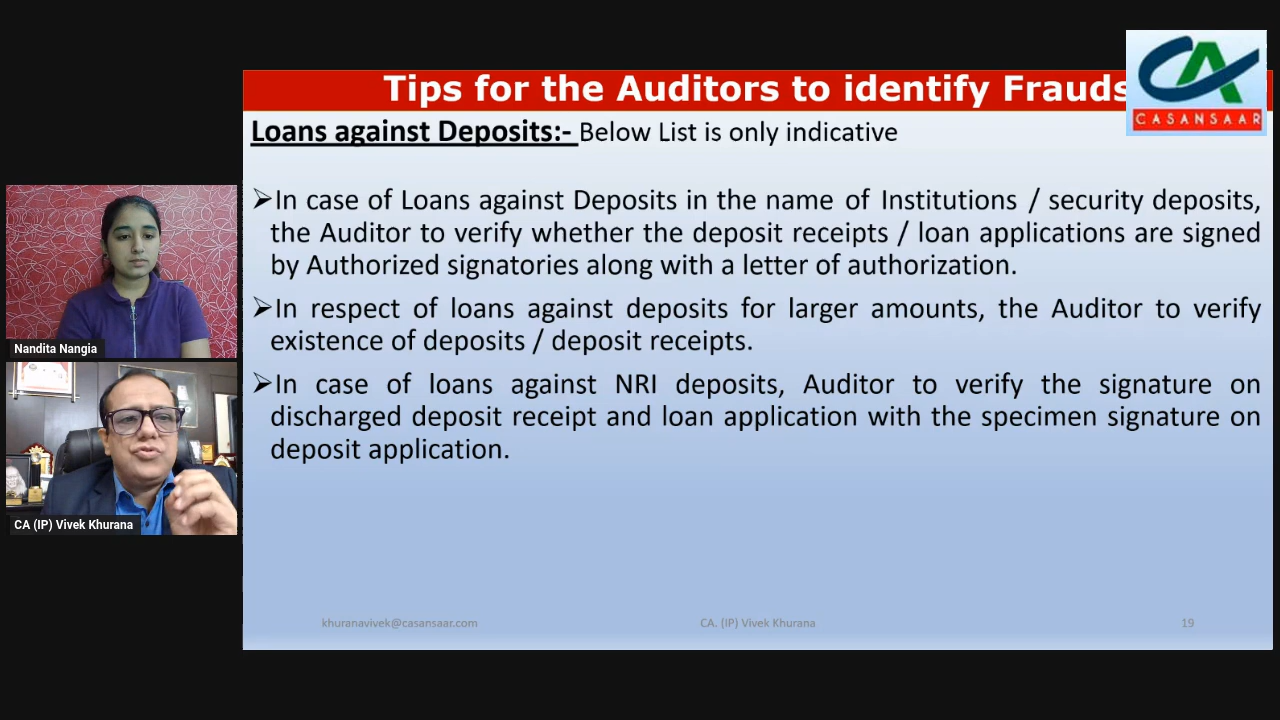 Tips for the Auditors to identify Frauds
CASANSAAR
Loans against Deposits:- Below List is only indicative
➢In case of Loans against Deposits in the name of Institutions / security deposits,
the Auditor to verify whether the deposit receipts / loan applications are signed
by Authorized signatories along with a letter of authorization.
➢In respect of loans against deposits for larger amounts, the Auditor to verify
existence of deposits / deposit receipts.
➢In case of loans against NRI deposits, Auditor to verify the signature on
discharged deposit receipt and loan application with the specimen signature on
deposit application.
Nandita Nangia
CA (IP) Vivek Khurana
khuranavivek@casansaar.com
CA. (IP) Vivek Khurana
19